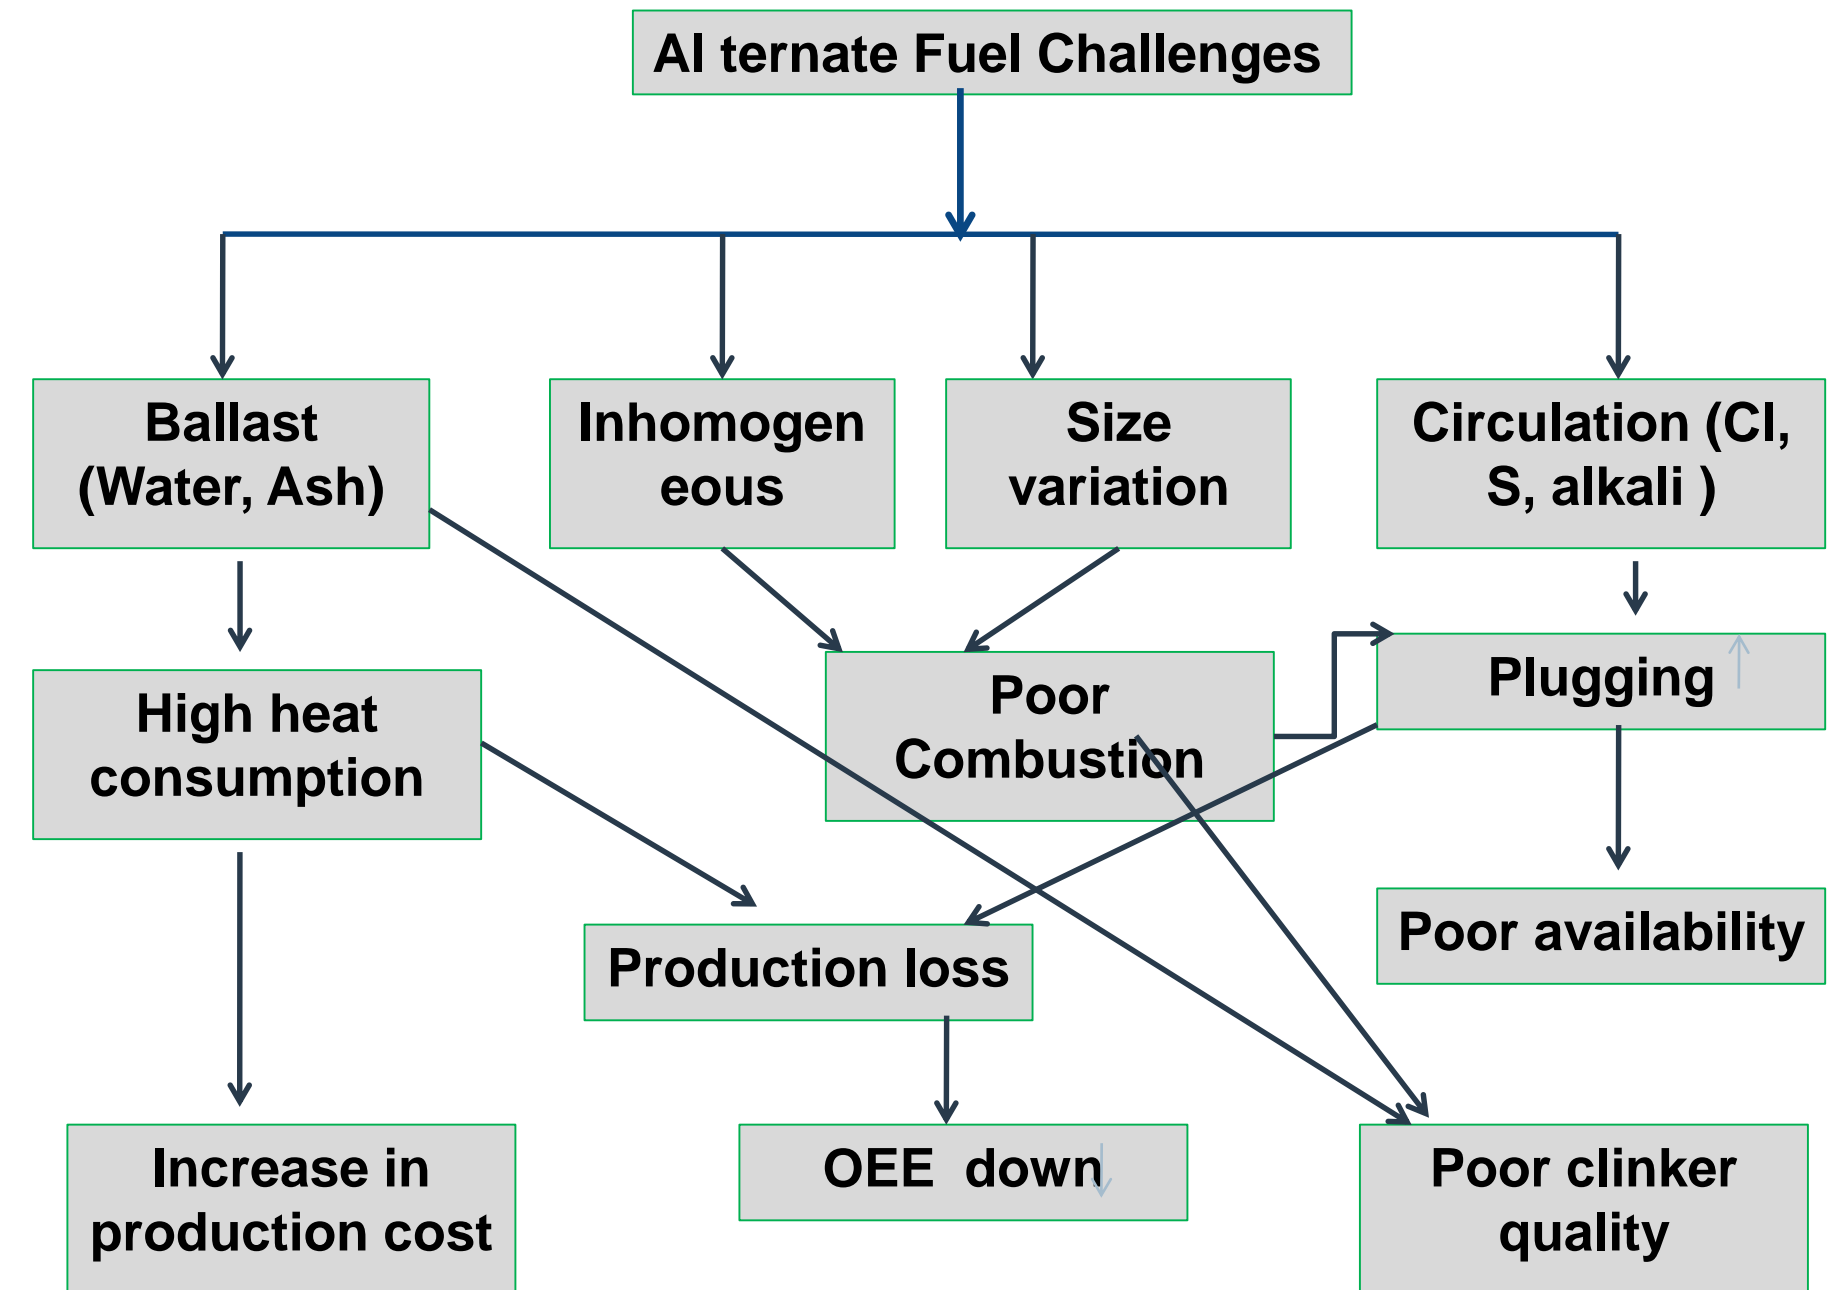 Al ternate Fuel Challenges
Ballast
(Water, Ash)
Inhomogen
eous
Size
variation
Circulation (Cl,
S, alkali )
High heat
consumption
Poor
Combustion
Plugging
Production loss
Poor availability
Increase in
production cost
OEE  down
Poor clinker
quality